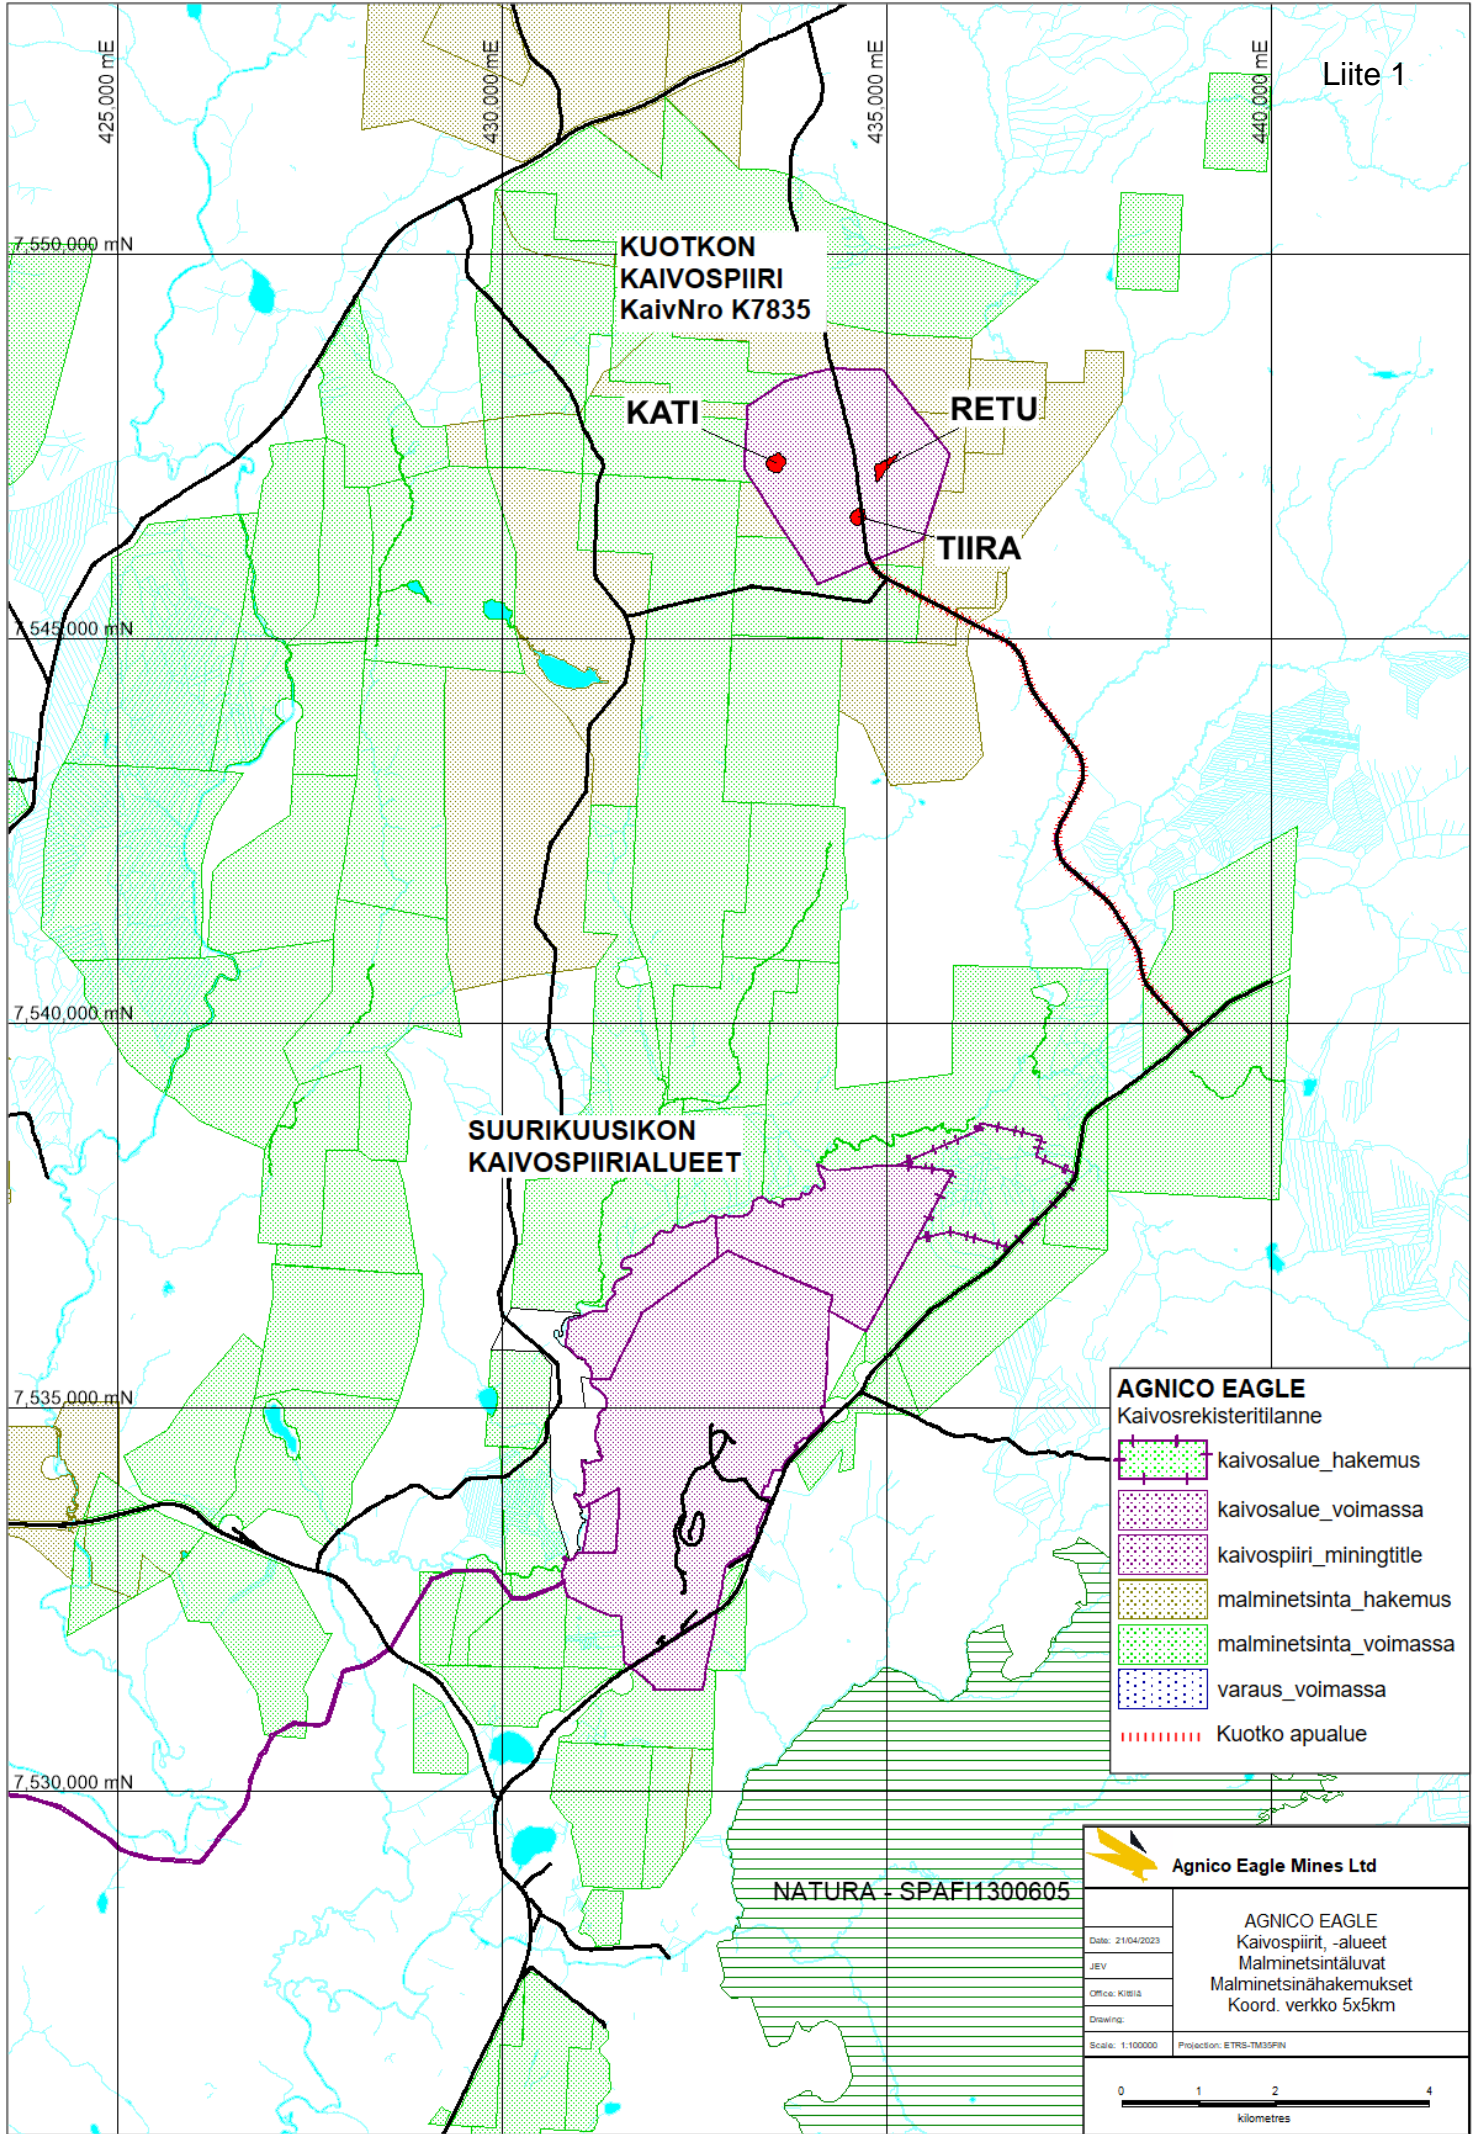 Liite 1
425,000 mE
430,000 mE
435,000 mE
440,000 mE
7,550,000 mN
KUOTKON
KAIVOSPIIRI
KaivNro K7835
KATI
RETU
TIIRA
7,545,000 mN
7,540,000 mN
SUURIKUUSIKON
KAIVOSPIIRIALUEET
7,535,000 mN
AGNICO EAGLE
Kaivosrekisteritilanne
kaivosalue_hakemus
kaivosalue_voimassa
kaivospiiri_miningtitle
malminetsinta_hakemus
malminetsinta_voimassa
varaus_voimassa
Kuotko apualue
7,530,000 mN
NATURA - SPAFI1300605
Agnico Eagle Mines Ltd
AGNICO EAGLE
Kaivospiirit, -alueet
Malminetsintäluvat
Malminetsinähakemukset
Koord. verkko 5x5km
Date: 21/04/2023
JEV
Office: Kittilä
Drawing:
Scale: 1:100000
Projection: ETRS-TM35FIN
0 1 2 4
kilometres